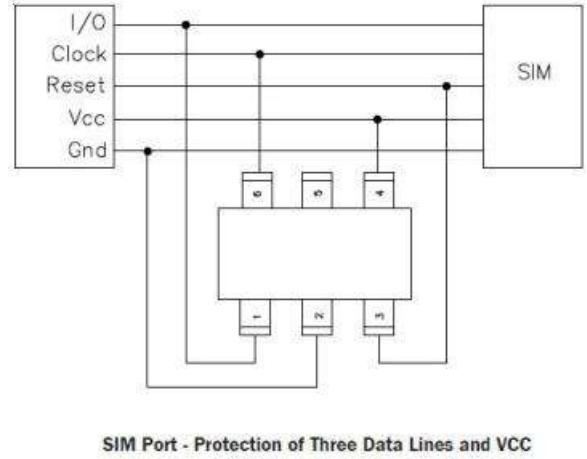 I/O
Clock
Reset
Vcc
Gnd
SIM
6
5
4
1
2
3
SIM Port - Protection of Three Data Lines and VCC